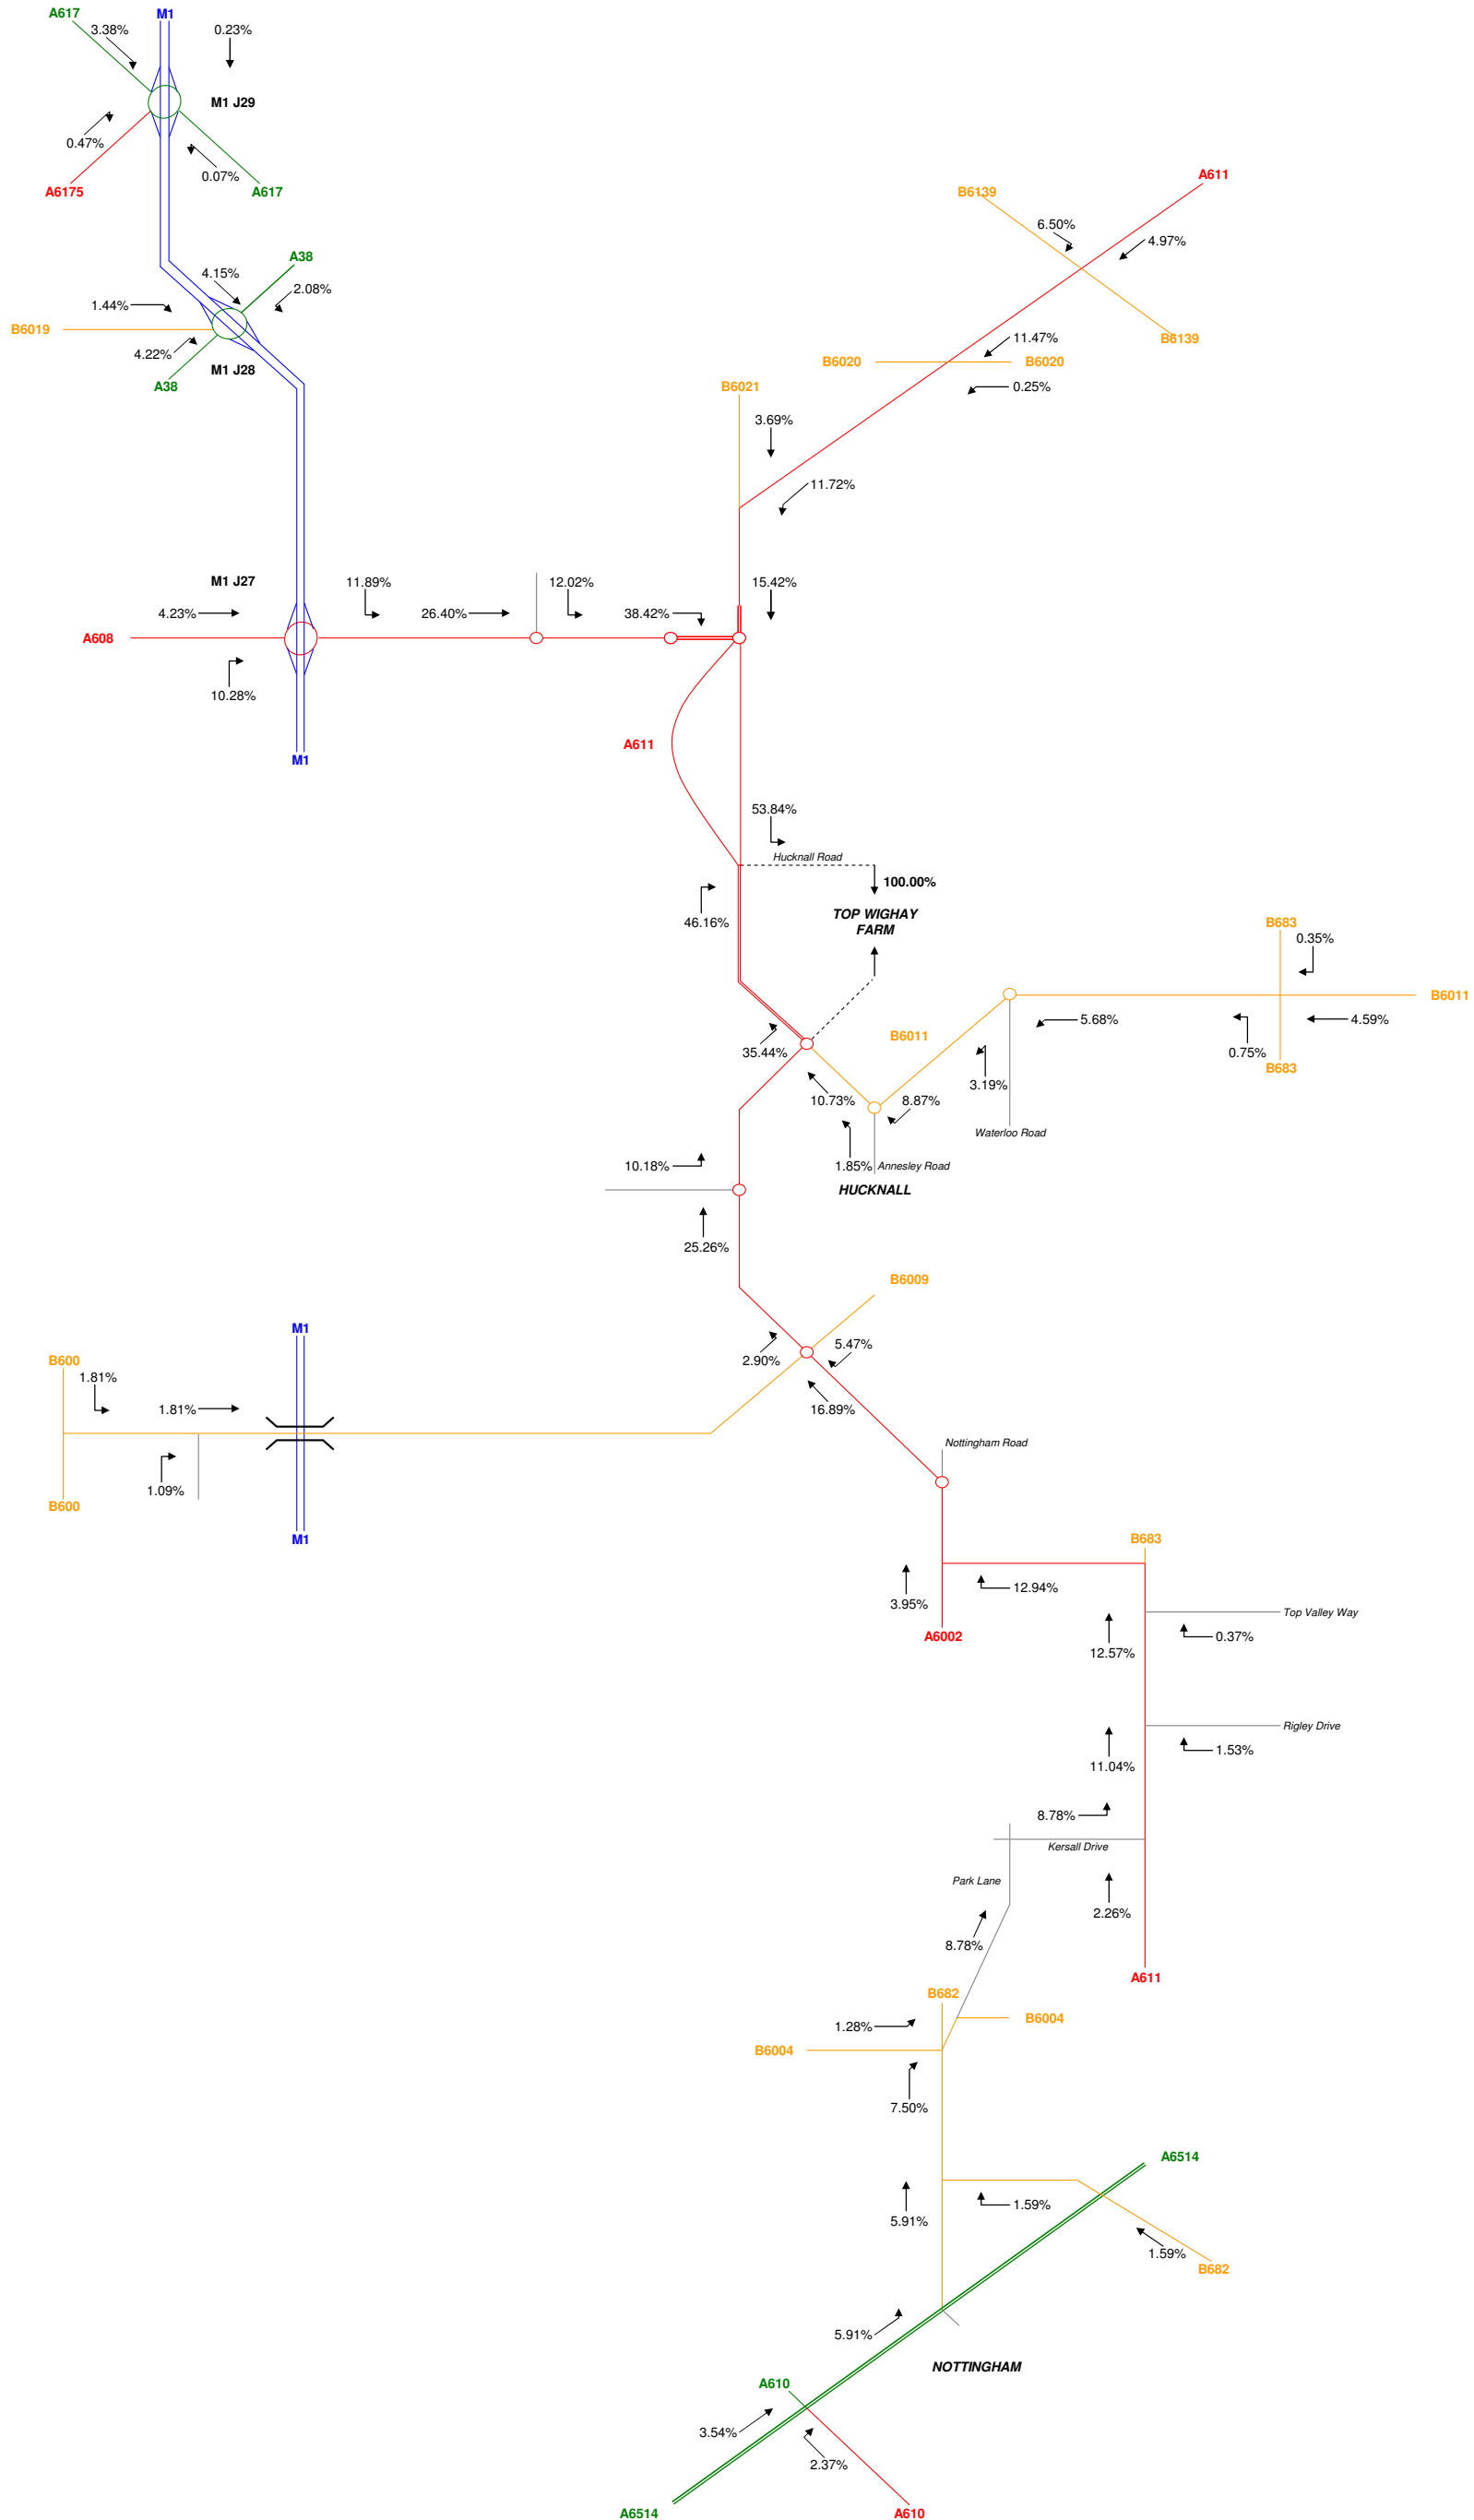 A617
M1
3.38%
0.23%
M1 J29
0.47%
0.07%
A6175
A617
A611
B6139
6.50%
4.97%
A38
4.15%
2.08%
1.44%
B6019
4.22%
M1 J28
A38
B6139
11.47%
B6020
B6020
0.25%
B6021
3.69%
11.72%
M1 J27
11.89%
12.02%
15.42%
4.23%
26.40%
38.42%
A608
10.28%
A611
M1
53.84%
Hucknall Road
100.00%
46.16%
TOP WIGHAY
FARM
B683
0.35%
B6011
5.68%
4.59%
B6011
35.44%
0.75%
B683
3.19%
10.73%
8.87%
Waterloo Road
10.18%
1.85%
Annesley Road
HUCKNALL
25.26%
B6009
M1
5.47%
2.90%
B600
1.81%
1.81%
16.89%
Nottingham Road
1.09%
B600
M1
B683
12.94%
3.95%
Top Valley Way
A6002
0.37%
12.57%
Rigley Drive
1.53%
11.04%
8.78%
Kersall Drive
Park Lane
2.26%
8.78%
A611
B682
B6004
1.28%
B6004
7.50%
A6514
1.59%
5.91%
1.59%
B682
5.91%
NOTTINGHAM
A610
3.54%
2.37%
A6514
A610